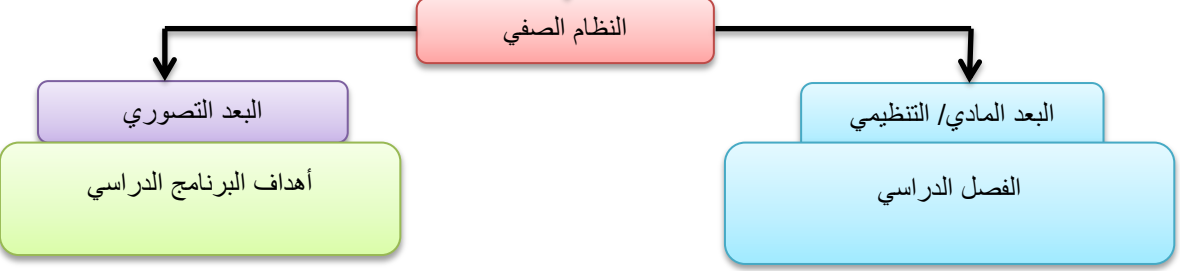 النظام الصفي
البعد المادي/ التنظيمي
البعد التصوري
الفصل الدراسي
أهداف البرنامج الدراسي